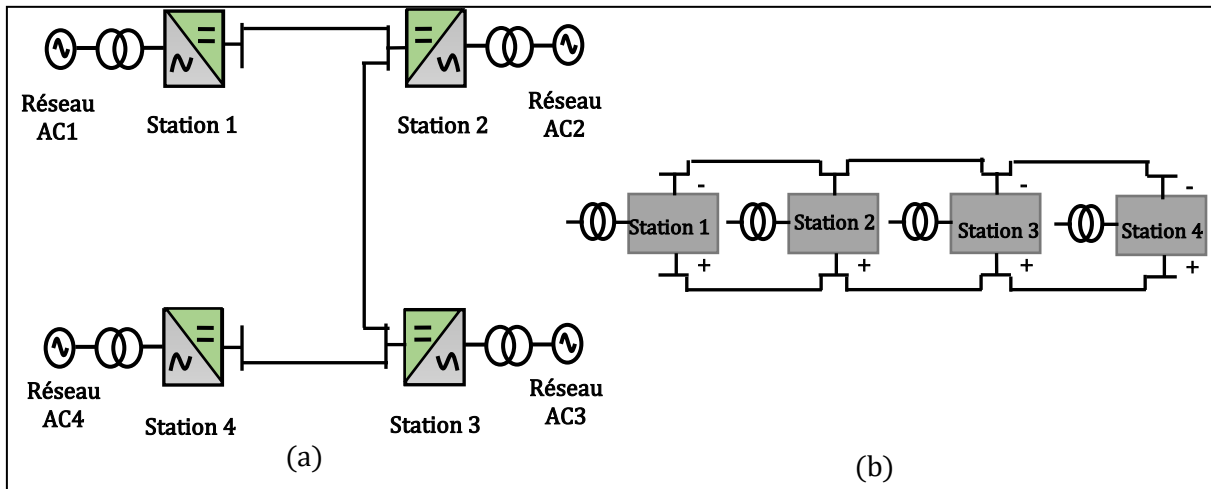 Réseau
AC1
Station 1
Station 2
Réseau
AC2
Réseau
AC4
Station 4
Station 3
Réseau
AC3
(a)
-
-
-
Station 1
Station 2
Station 3
Station 4
+
+
+
+
(b)